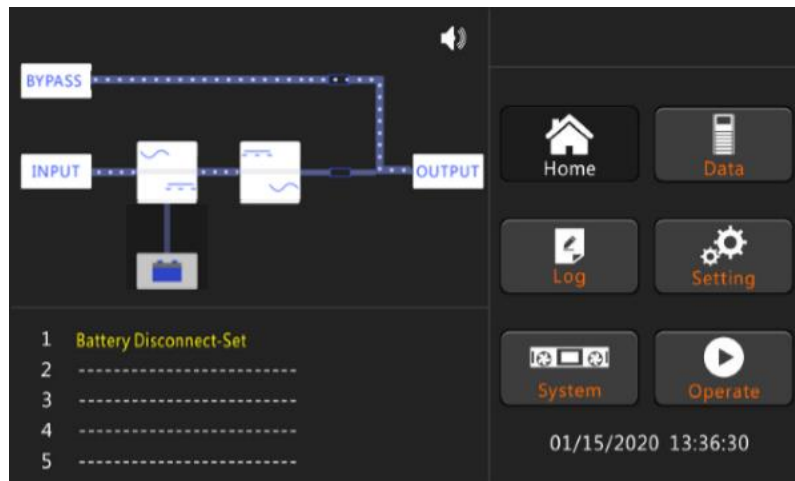 BYPASS
INPUT
OUTPUT
1 Battery Disconnect-Set
2 -------------------------
3 -------------------------
4 -------------------------
5 -------------------------
Home
Data
Log
Setting
System
Operate
01/15/2020 13:36:30